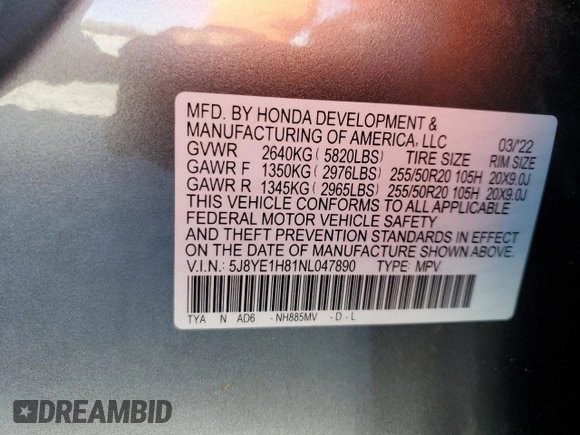 MFD. BY HONDA DEVELOPMENT &
MANUFACTURING OF AMERICA, LLC 03/'22
GVWR 2640KG ( 5820LBS) TIRE SIZE RIM SIZE
GAWR F 1350KG ( 2976LBS) 255/50R20 105H 20X9.0J
GAWR R 1345KG ( 2965LBS) 255/50R20 105H 20X9.0J
THIS VEHICLE CONFORMS TO ALL APPLICABLE
FEDERAL MOTOR VEHICLE SAFETY
AND THEFT PREVENTION STANDARDS IN EFFECT
ON THE DATE OF MANUFACTURE SHOWN ABOVE.
V.I.N.: 5J8YE1H81NL047890 TYPE: MPV
TYA N AD6 -NH885MV -D-L
DREAMBID